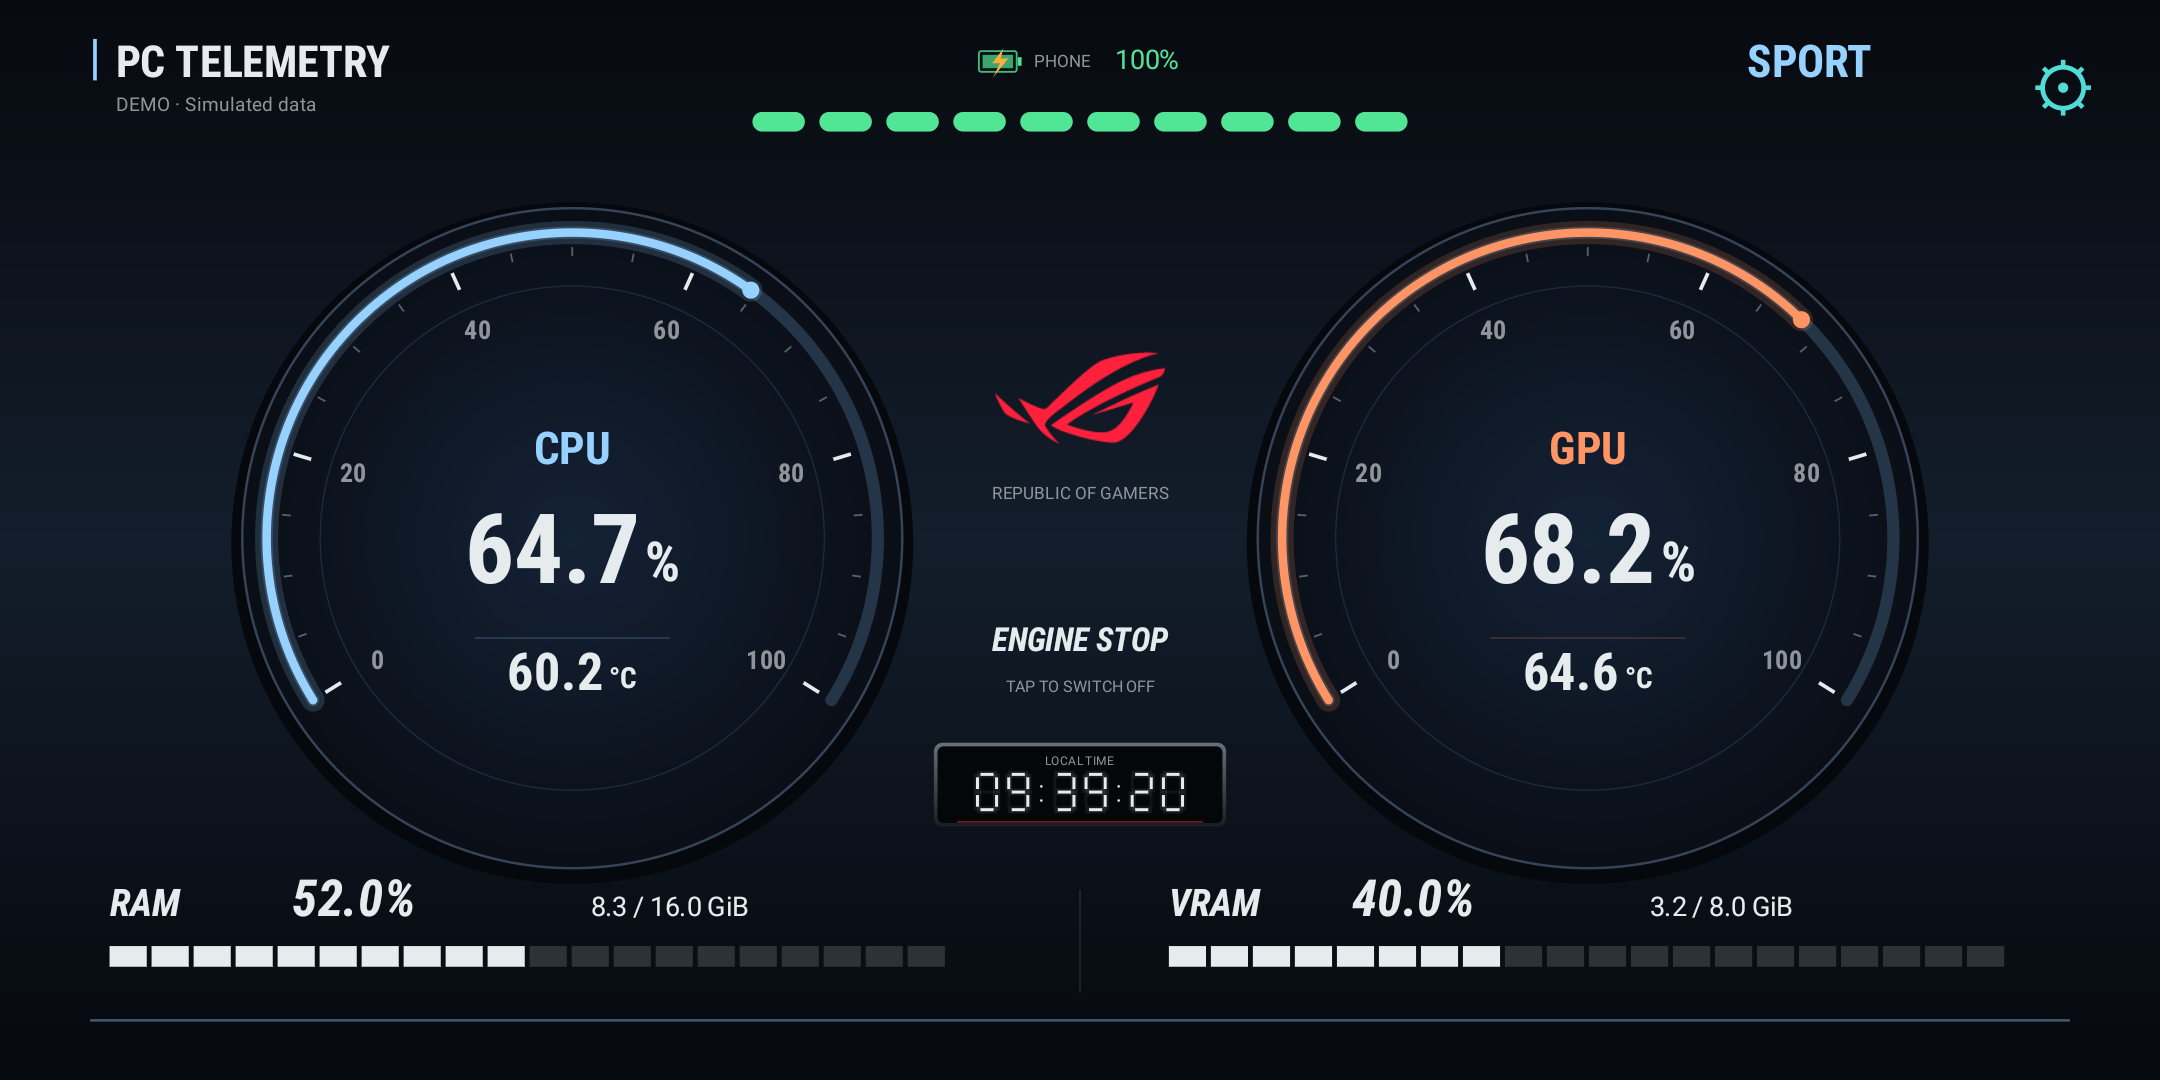 PC TELEMETRY
DEMO · Simulated data
PHONE 100%
SPORT
40 60
20 80
0 100
CPU
64.7%
60.2 °C
REPUBLIC OF GAMERS
ENGINE STOP
TAP TO SWITCH OFF
LOCAL TIME
09:39:20
40 60
20 80
0 100
GPU
68.2%
64.6 °C
RAM 52.0% 8.3 / 16.0 GiB
VRAM 40.0% 3.2 / 8.0 GiB